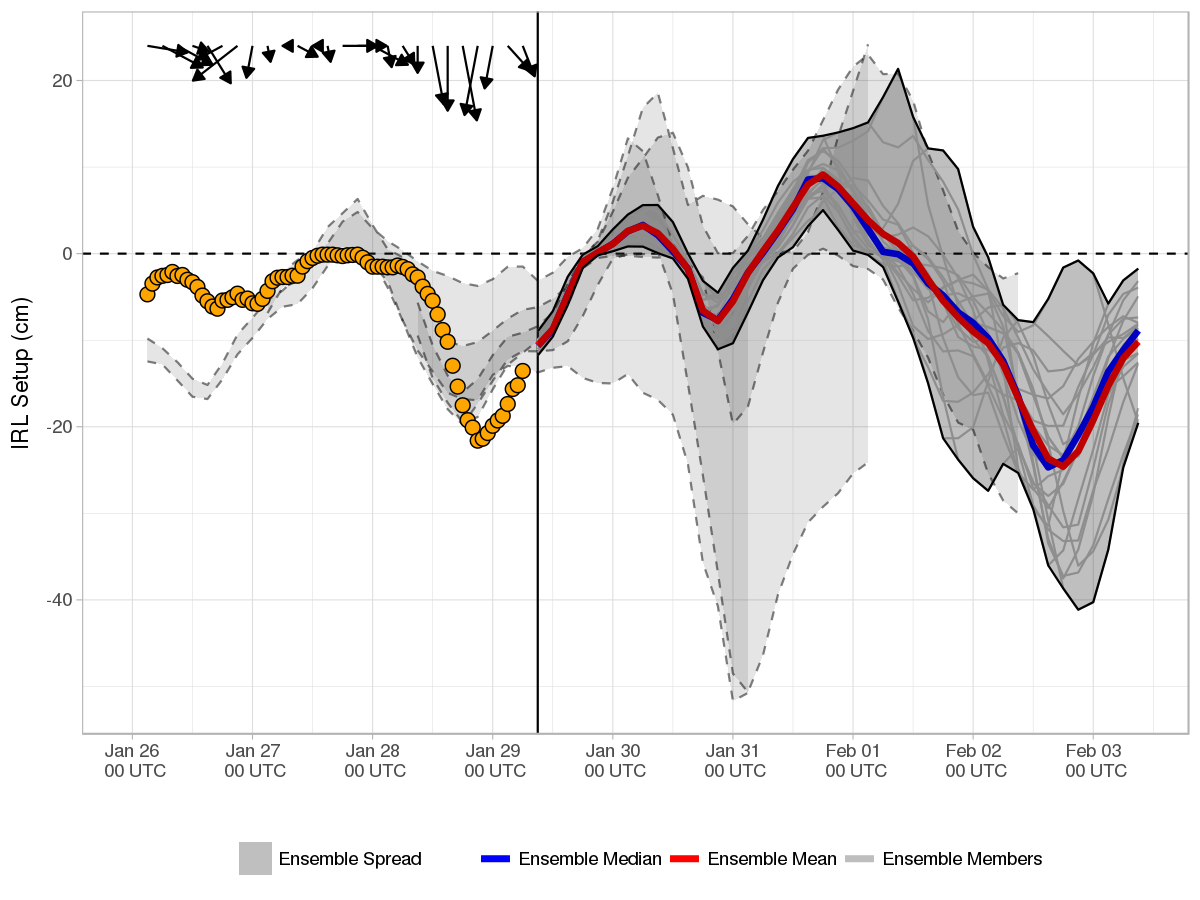 IRL Setup (cm)
20
0
-20
-40
Jan 26
00 UTC
Jan 27
00 UTC
Jan 28
00 UTC
Jan 29
00 UTC
Jan 30
00 UTC
Jan 31
00 UTC
Feb 01
00 UTC
Feb 02
00 UTC
Feb 03
00 UTC
Ensemble Spread
Ensemble Median
Ensemble Mean
Ensemble Members